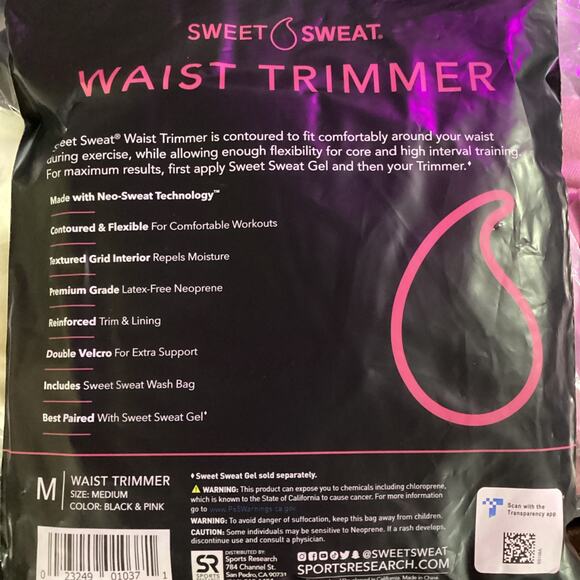 SWEET SWEAT®
WAIST TRIMMER
Sweet Sweat® Waist Trimmer is contoured to fit comfortably around your waist
during exercise, while allowing enough flexibility for core and high interval training.
For maximum results, first apply Sweet Sweat Gel and then your Trimmer.♦
Made with Neo-Sweat Technology™
Contoured & Flexible For Comfortable Workouts
Textured Grid Interior Repels Moisture
Premium Grade Latex-Free Neoprene
Reinforced Trim & Lining
Double Velcro For Extra Support
Includes Sweet Sweat Wash Bag
Best Paired With Sweet Sweat Gel♦
M
WAIST TRIMMER
SIZE: MEDIUM
COLOR: BLACK & PINK
♦ Sweet Sweat Gel sold separately.
⚠ WARNING: This product can expose you to chemicals including chloroprene,
which is known to the State of California to cause cancer. For more information
go to www.P65Warnings.ca.gov
WARNING: To avoid danger of suffocation, keep this bag away from children.
CAUTION: Some individuals may be sensitive to Neoprene. If a rash develops,
discontinue use and consult a physician.
0 23249 01037 1
SR
SPORTS
DISTRIBUTED BY:
Sports Research
784 Channel St.
San Pedro, CA 90731
@SWEETSWEAT
SPORTSRESEARCH.COM
Scan with the
Transparency app